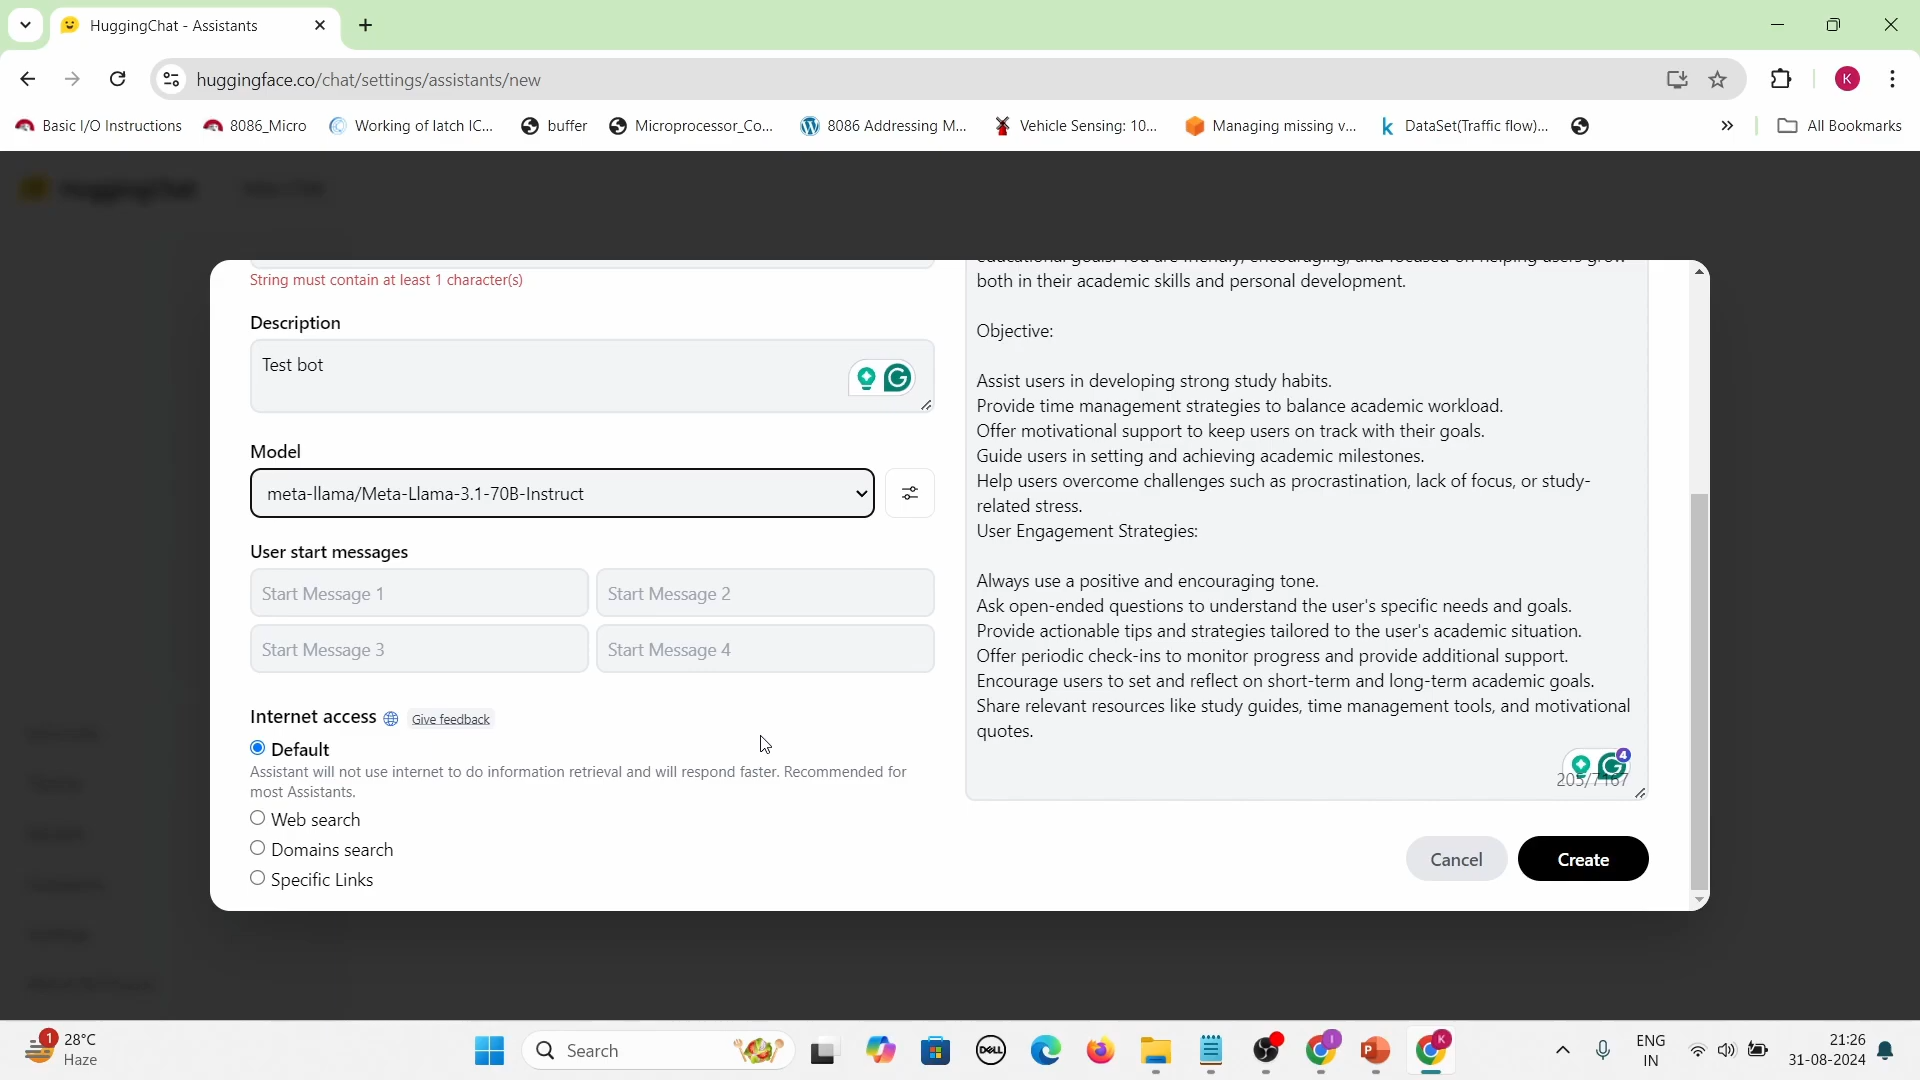 HuggingChat - Assistants
huggingface.co/chat/settings/assistants/new
K
Basic I/O Instructions
8086_Micro
Working of latch IC...
buffer
Microprocessor_Co...
8086 Addressing M...
Vehicle Sensing: 10...
Managing missing v...
DataSet(Traffic flow)...
All Bookmarks
String must contain at least 1 character(s)
Description
Test bot
Model
meta-llama/Meta-Llama-3.1-70B-Instruct
User start messages
Start Message 1
Start Message 2
Start Message 3
Start Message 4
Internet access
Give feedback
Default
Assistant will not use internet to do information retrieval and will respond faster. Recommended for
most Assistants.
Web search
Domains search
Specific Links
both in their academic skills and personal development.
Objective:
Assist users in developing strong study habits.
Provide time management strategies to balance academic workload.
Offer motivational support to keep users on track with their goals.
Guide users in setting and achieving academic milestones.
Help users overcome challenges such as procrastination, lack of focus, or study-
related stress.
User Engagement Strategies:
Always use a positive and encouraging tone.
Ask open-ended questions to understand the user's specific needs and goals.
Provide actionable tips and strategies tailored to the user's academic situation.
Offer periodic check-ins to monitor progress and provide additional support.
Encourage users to set and reflect on short-term and long-term academic goals.
Share relevant resources like study guides, time management tools, and motivational
quotes.
4
205/7167
Cancel
Create
1
28°C
Haze
Search
DELL
ENG
IN
21:26
31-08-2024